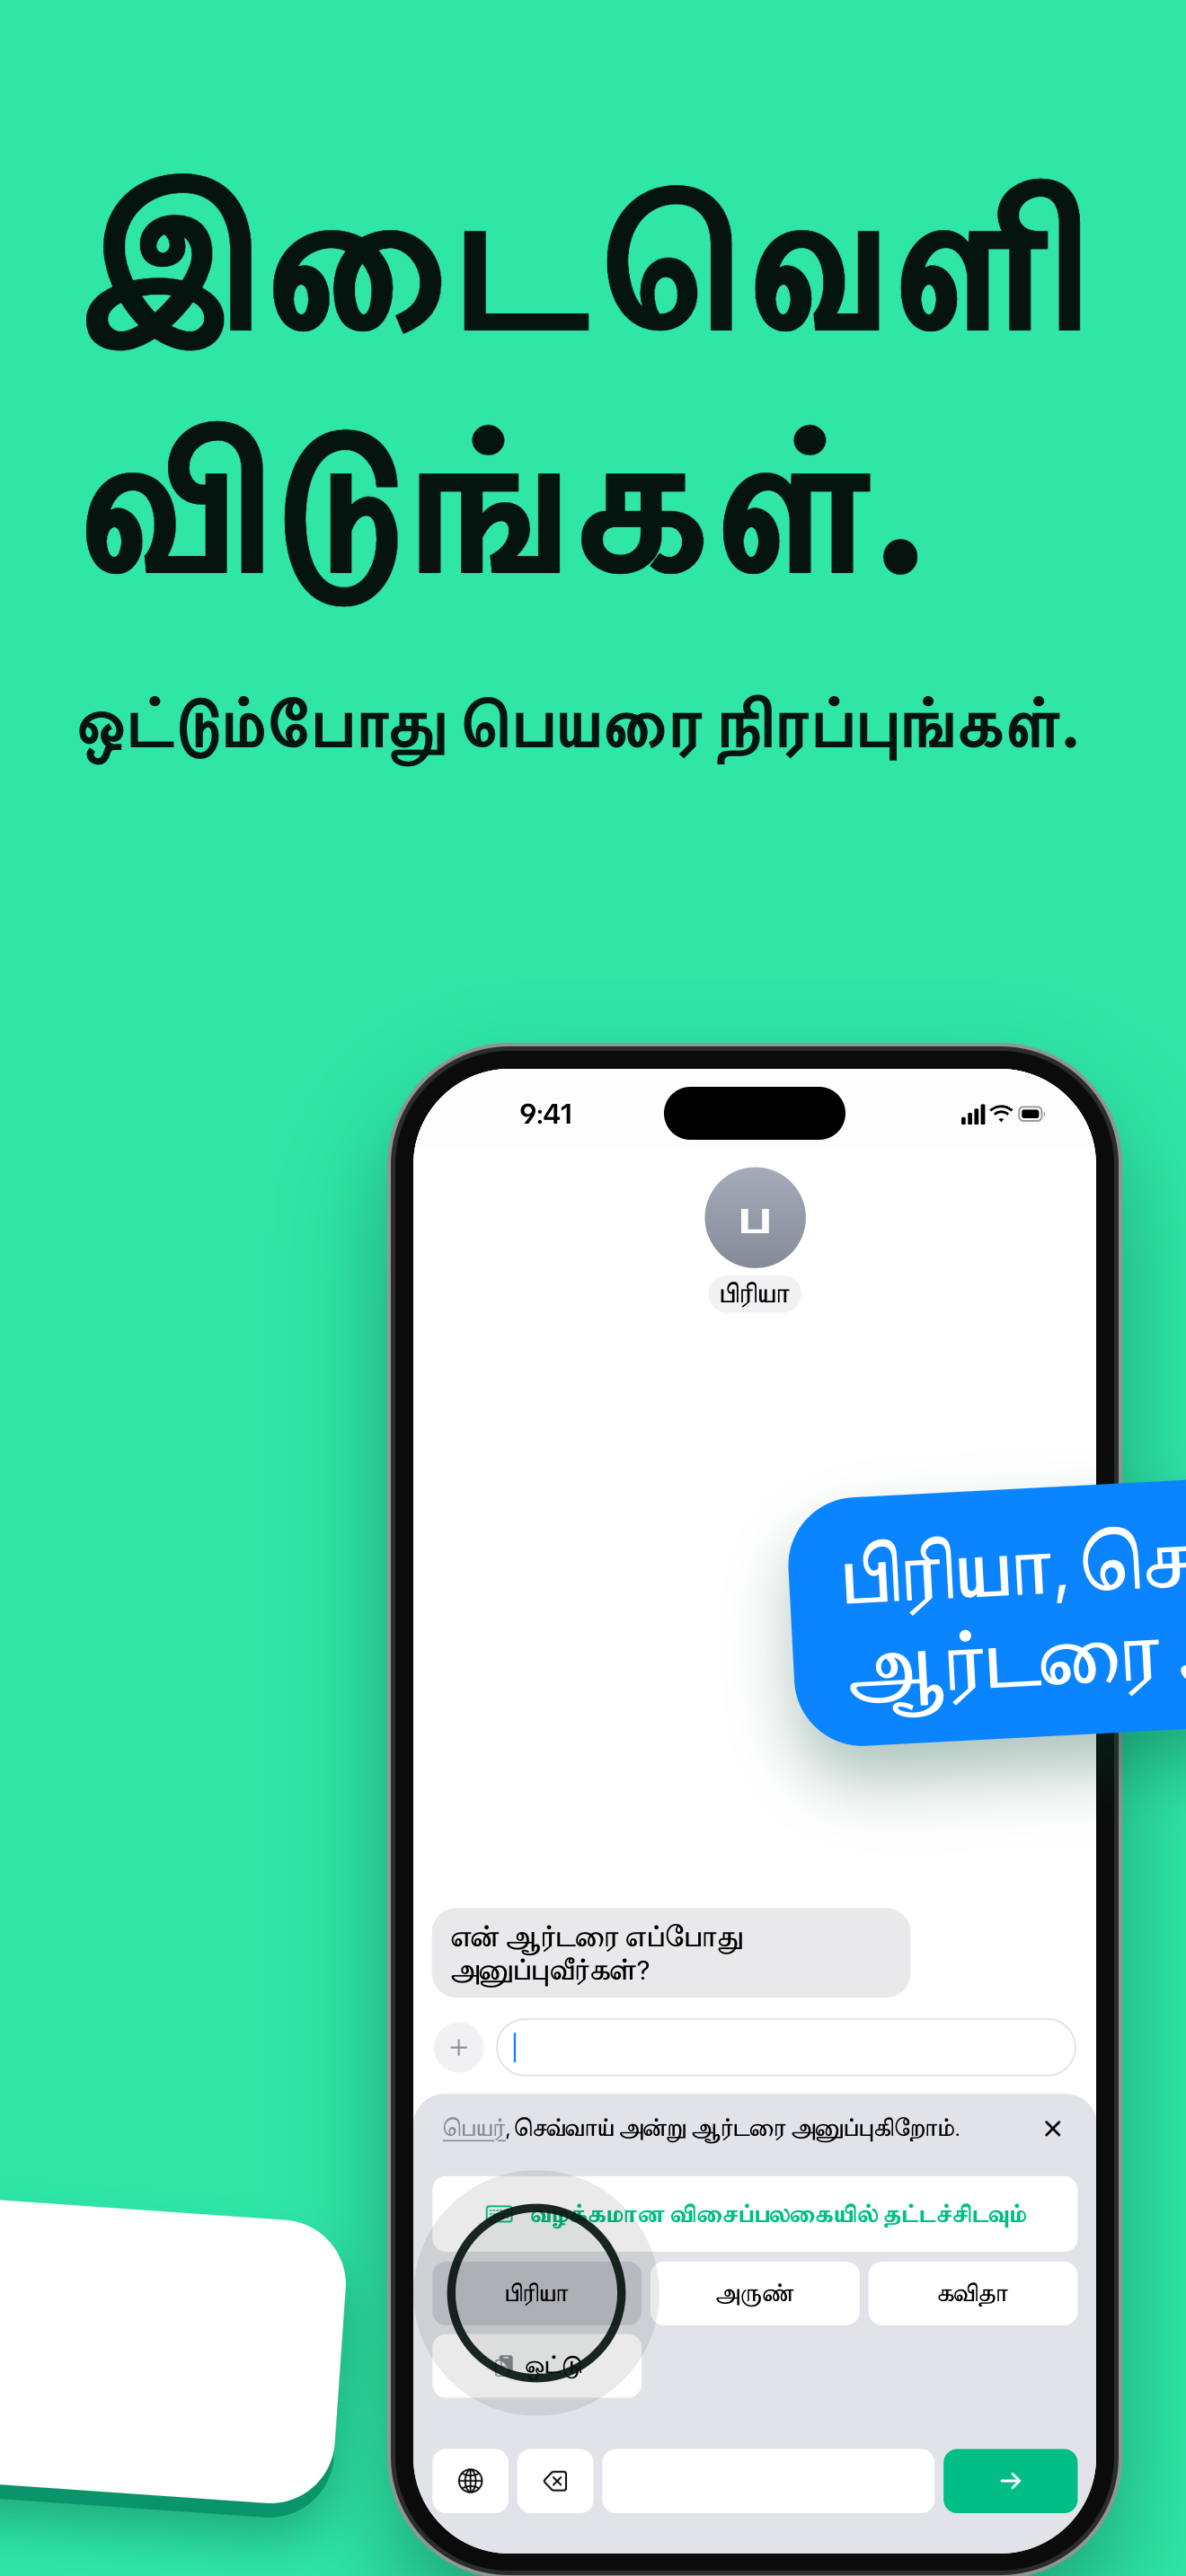 இடைவெளி
விடுங்கள்.
ஒட்டும்போது பெயரை நிரப்புங்கள்.
9:41
ப
பிரியா
பிரியா,
ஆர்டரை
என் ஆர்டரை எப்போது
அனுப்புவீர்கள்?
பெயர், செவ்வாய் அன்று ஆர்டரை அனுப்புகிறோம்.
வழக்கமான விசைப்பலகையில் தட்டச்சிடவும்
பிரியா அருண் கவிதா
ஒட்டு